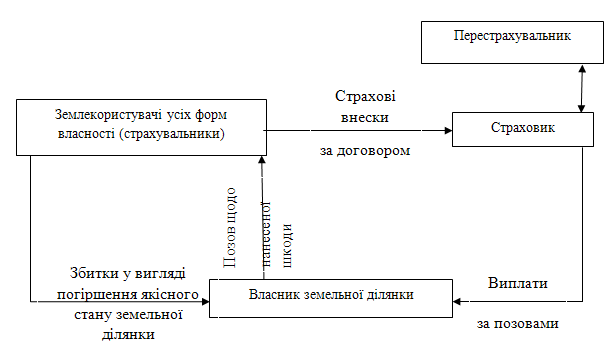 Перестрахувальник
Землекористувачі усіх форм
власності (страхувальники)
Страхові
внески
за договором
Страховик
Позов щодо
нанесеної
шкоди
Збитки у вигляді
погіршення якісного
стану земельної
ділянки
Власник земельної ділянки
Виплати
за позовами